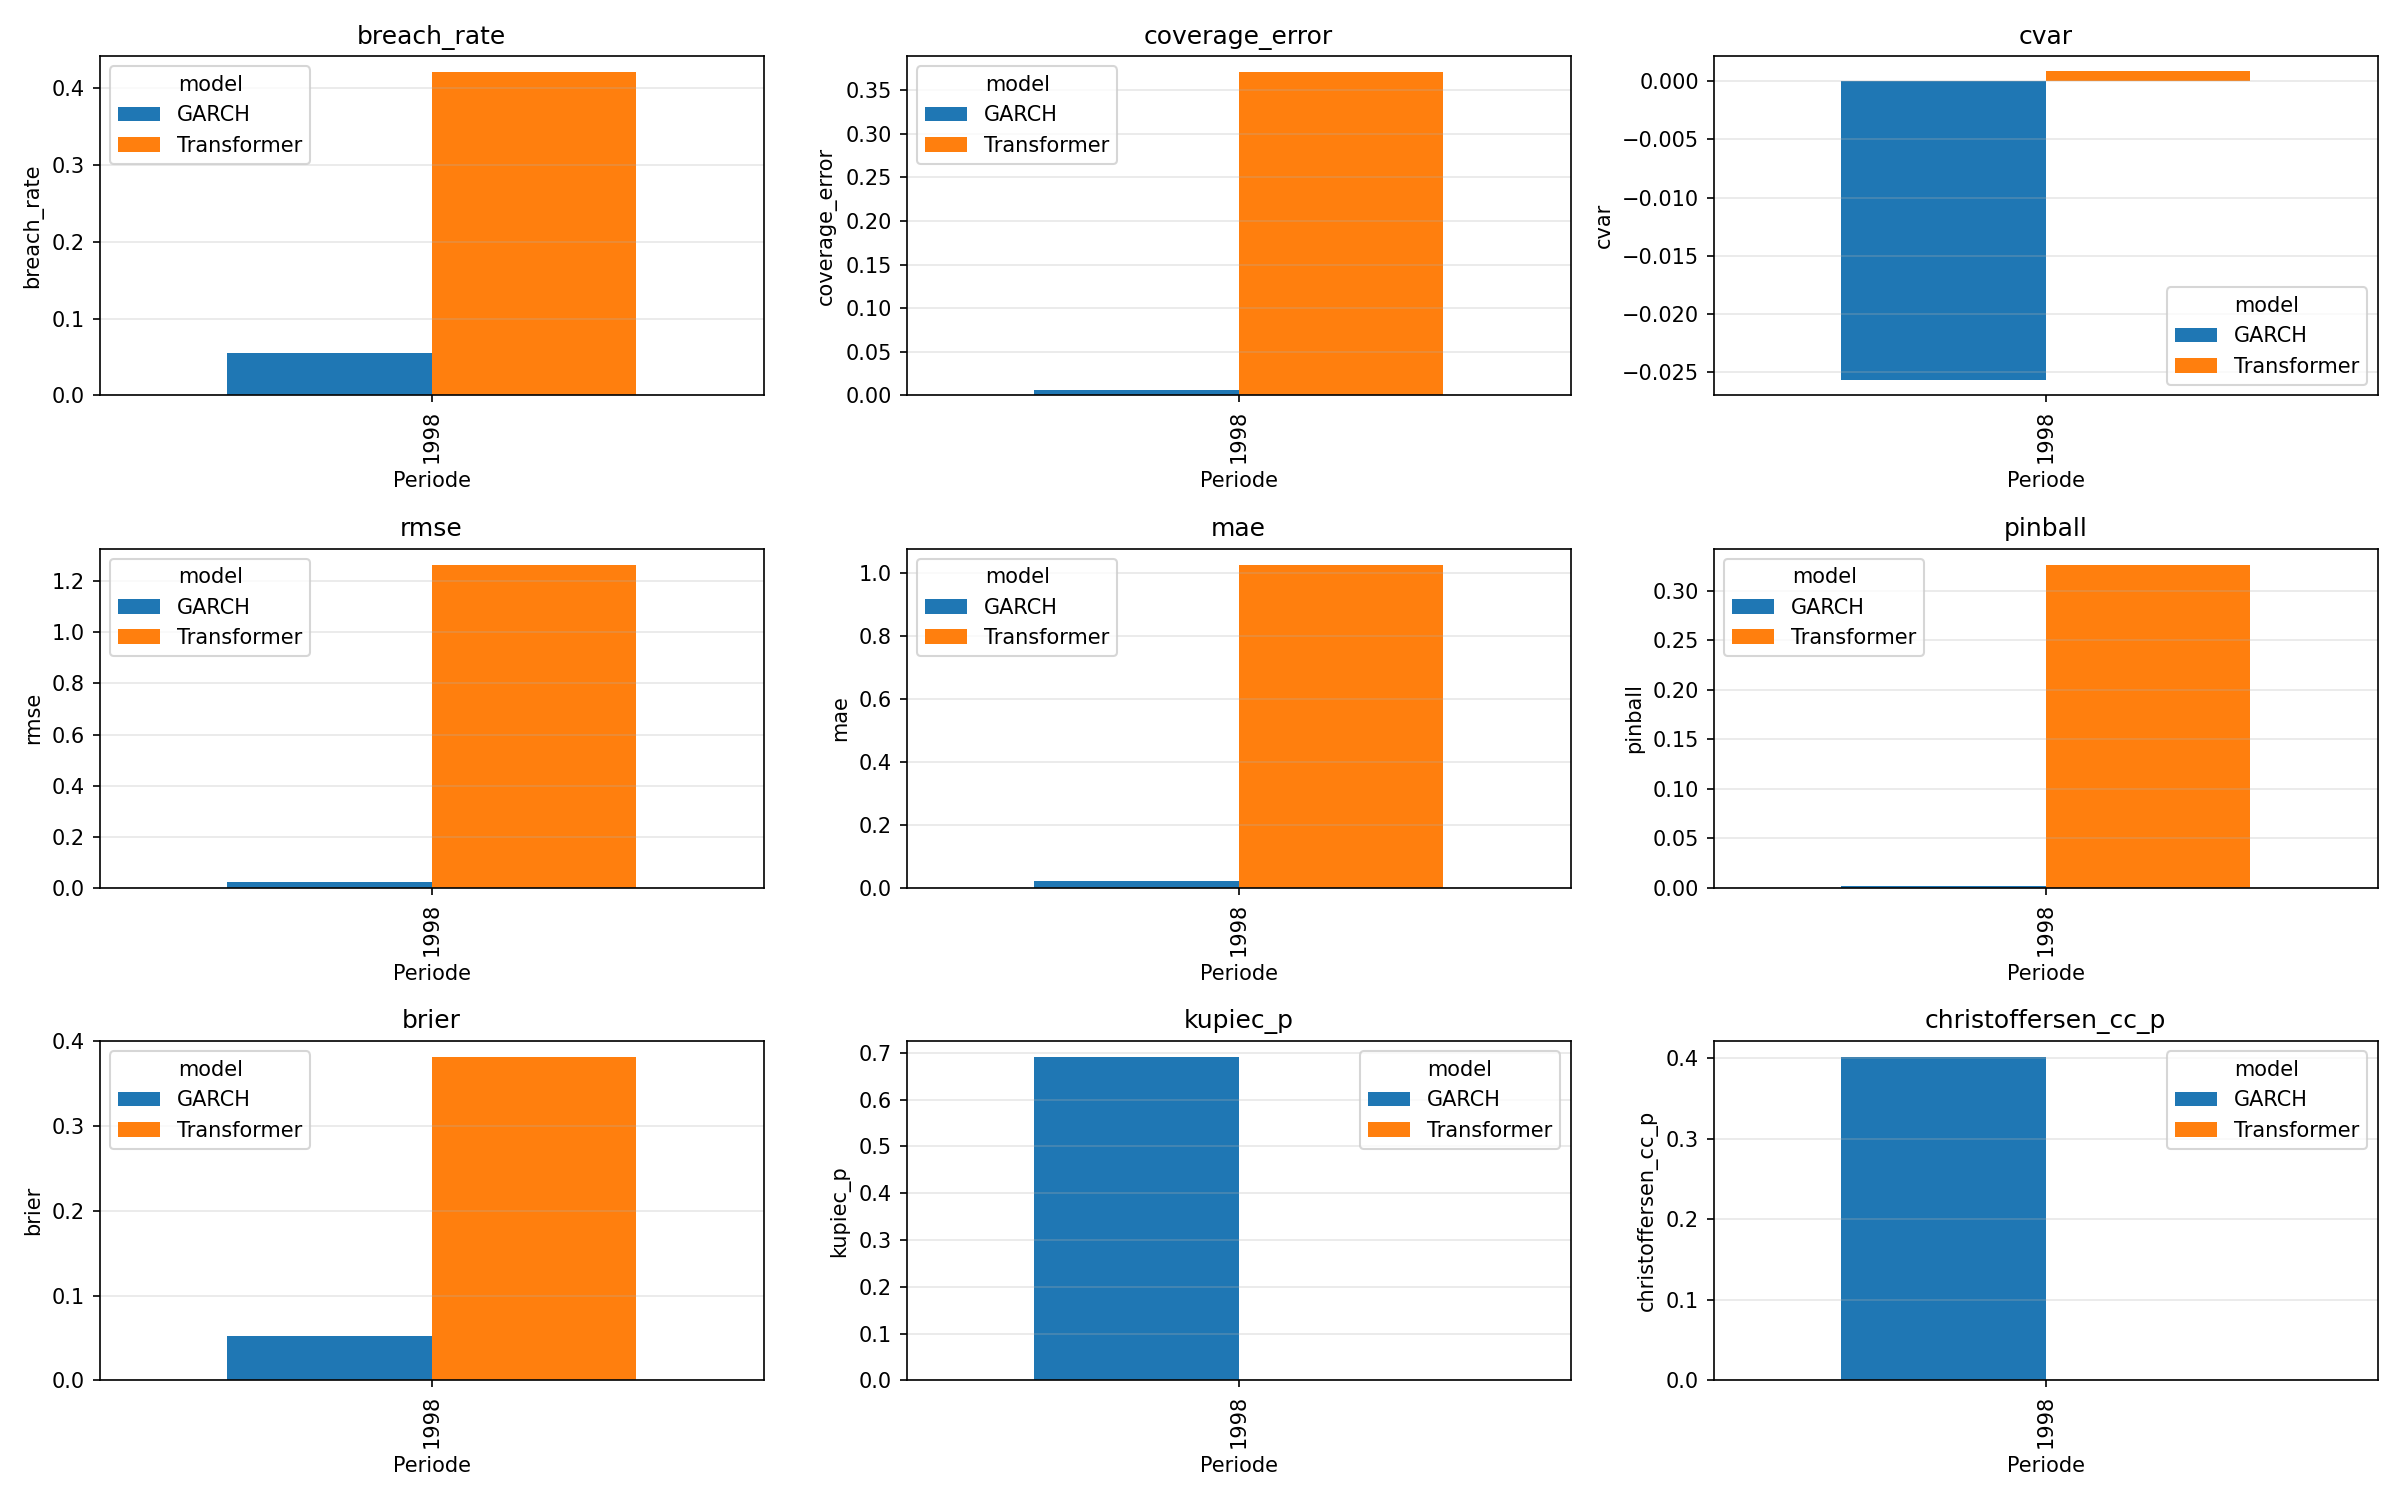 breach_rate
model
GARCH
Transformer
breach_rate
0.4
0.3
0.2
0.1
0.0
1998
Periode
coverage_error
model
GARCH
Transformer
coverage_error
0.35
0.30
0.25
0.20
0.15
0.10
0.05
0.00
1998
Periode
cvar
model
GARCH
Transformer
cvar
0.000
−0.005
−0.010
−0.015
−0.020
−0.025
1998
Periode
rmse
model
GARCH
Transformer
rmse
1.2
1.0
0.8
0.6
0.4
0.2
0.0
1998
Periode
mae
model
GARCH
Transformer
mae
1.0
0.8
0.6
0.4
0.2
0.0
1998
Periode
pinball
model
GARCH
Transformer
pinball
0.30
0.25
0.20
0.15
0.10
0.05
0.00
1998
Periode
brier
model
GARCH
Transformer
brier
0.4
0.3
0.2
0.1
0.0
1998
Periode
kupiec_p
model
GARCH
Transformer
kupiec_p
0.7
0.6
0.5
0.4
0.3
0.2
0.1
0.0
1998
Periode
christoffersen_cc_p
model
GARCH
Transformer
christoffersen_cc_p
0.4
0.3
0.2
0.1
0.0
1998
Periode